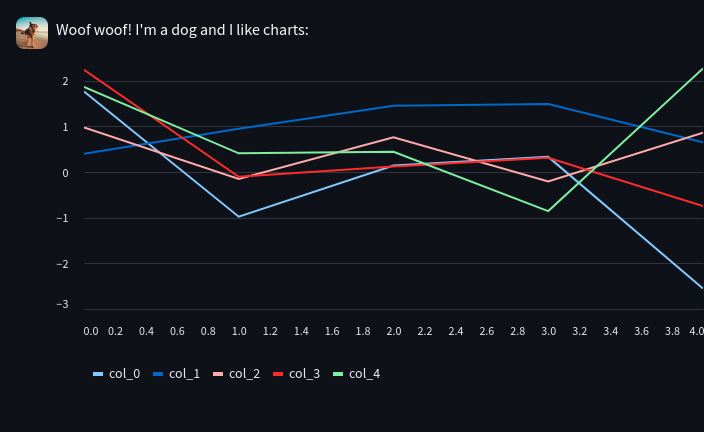 Woof woof! I'm a dog and I like charts:
2
1
0
−1
−2
−3
0.0 0.2 0.4 0.6 0.8 1.0 1.2 1.4 1.6 1.8 2.0 2.2 2.4 2.6 2.8 3.0 3.2 3.4 3.6 3.8 4.0
col_0 col_1 col_2 col_3 col_4